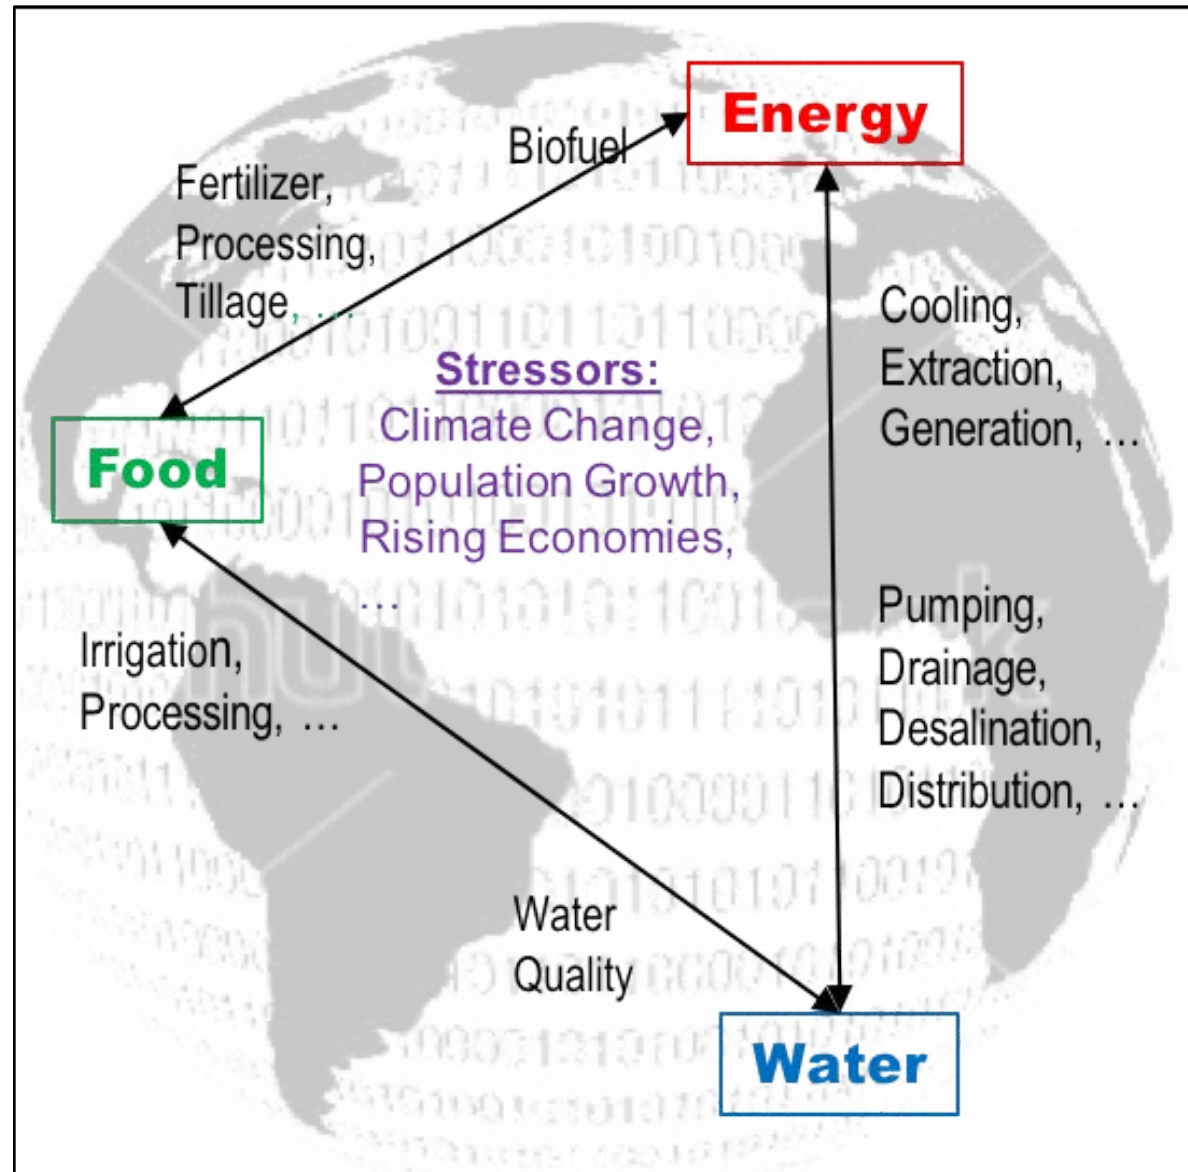 Energy
Biofuel
Fertilizer,
Processing,
Tillage, ...
Cooling,
Extraction,
Generation, ...
Stressors:
Climate Change,
Population Growth,
Rising Economies,
...
Food
Pumping,
Drainage,
Desalination,
Distribution, ...
Irrigation,
Processing, ...
Water
Quality
Water